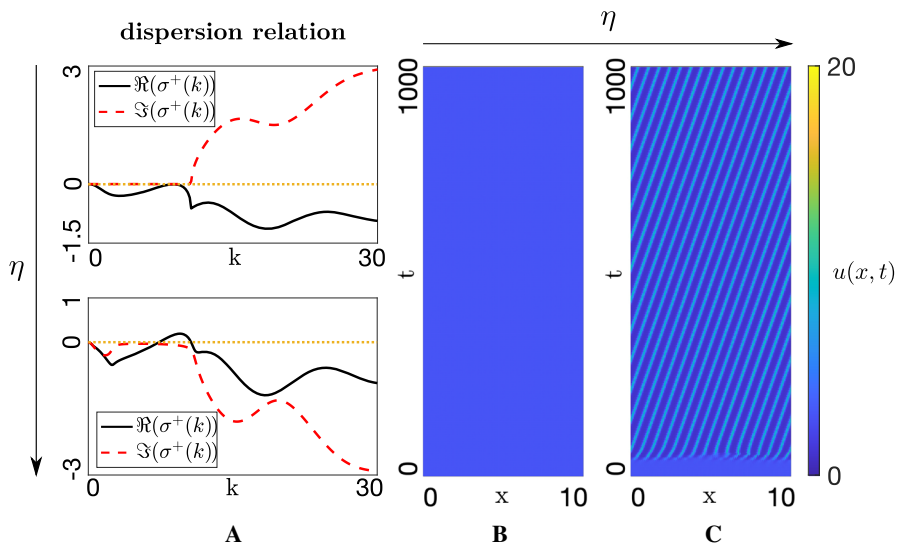 dispersion relation
η
3
0
-1.5
ℜ(σ⁺(k))
ℑ(σ⁺(k))
0
k
30
η
1
0
-3
ℜ(σ⁺(k))
ℑ(σ⁺(k))
0
k
30
A
1000
t
0
0
x
10
B
1000
t
0
0
x
10
C
20
u(x, t)
0